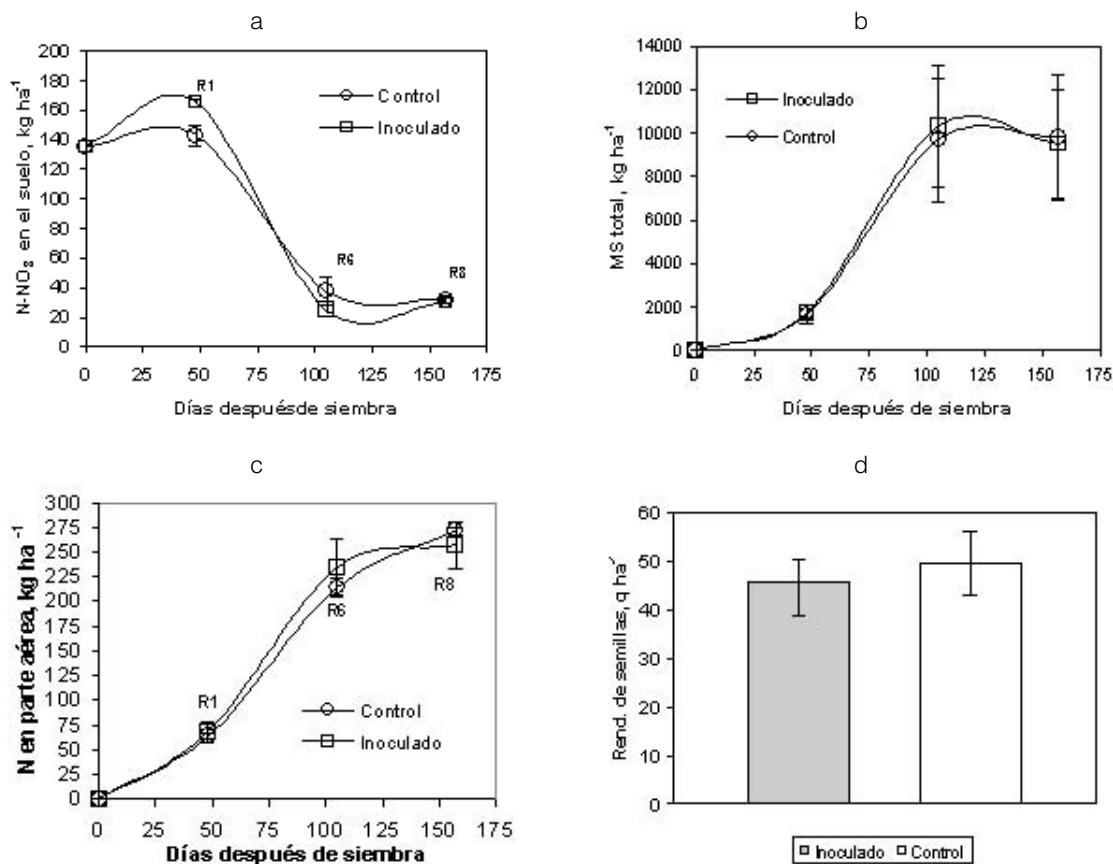 a
200
180
160
140
120
100
80
60
40
20
0
N-NO3 en el suelo, kg ha-1
R1
R6
R8
Control
Inoculado
0 25 50 75 100 125 150 175
Días despuésde siembra
b
14000
12000
10000
8000
6000
4000
2000
0
MS total, kg ha-1
Inoculado
Control
0 25 50 75 100 125 150 175
Días después de siembra
c
300
275
250
225
200
175
150
125
100
75
50
25
0
N en parte aérea, kg ha-1
R1
R6
R8
Control
Inoculado
0 25 50 75 100 125 150 175
Días después de siembra
d
60
50
40
30
20
10
0
Rend. de semillas, q ha-
Inoculado Control